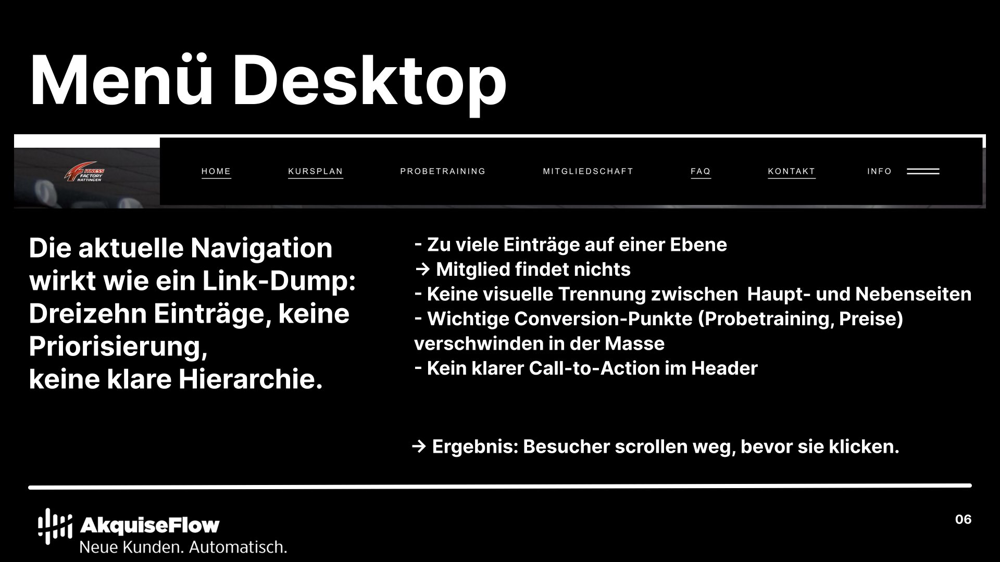 Menü Desktop
ITNESS
FACTORY
HATTINGEN
HOME KURSPLAN PROBETRAINING MITGLIEDSCHAFT FAQ KONTAKT INFO
Die aktuelle Navigation
wirkt wie ein Link-Dump:
Dreizehn Einträge, keine
Priorisierung,
keine klare Hierarchie.
- Zu viele Einträge auf einer Ebene
→ Mitglied findet nichts
- Keine visuelle Trennung zwischen  Haupt- und Nebenseiten
- Wichtige Conversion-Punkte (Probetraining, Preise)
verschwinden in der Masse
- Kein klarer Call-to-Action im Header
→ Ergebnis: Besucher scrollen weg, bevor sie klicken.
AkquiseFlow
Neue Kunden. Automatisch.
06